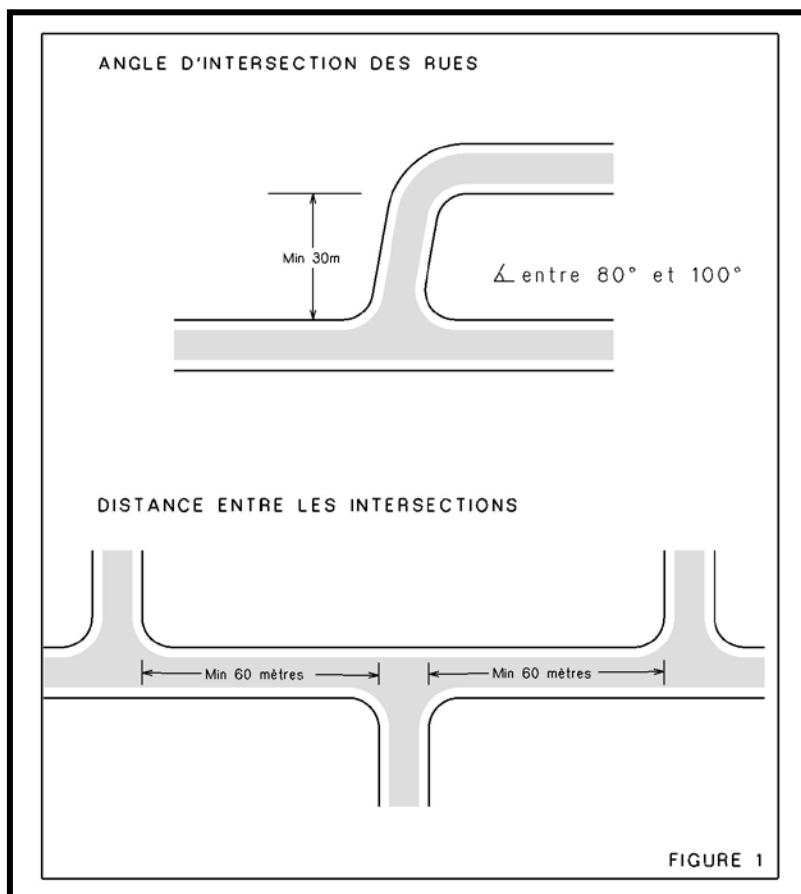 ANGLE D'INTERSECTION DES RUES
Min 30m
∡ entre 80° et 100°
DISTANCE ENTRE LES INTERSECTIONS
Min 60 mètres
Min 60 mètres
FIGURE 1